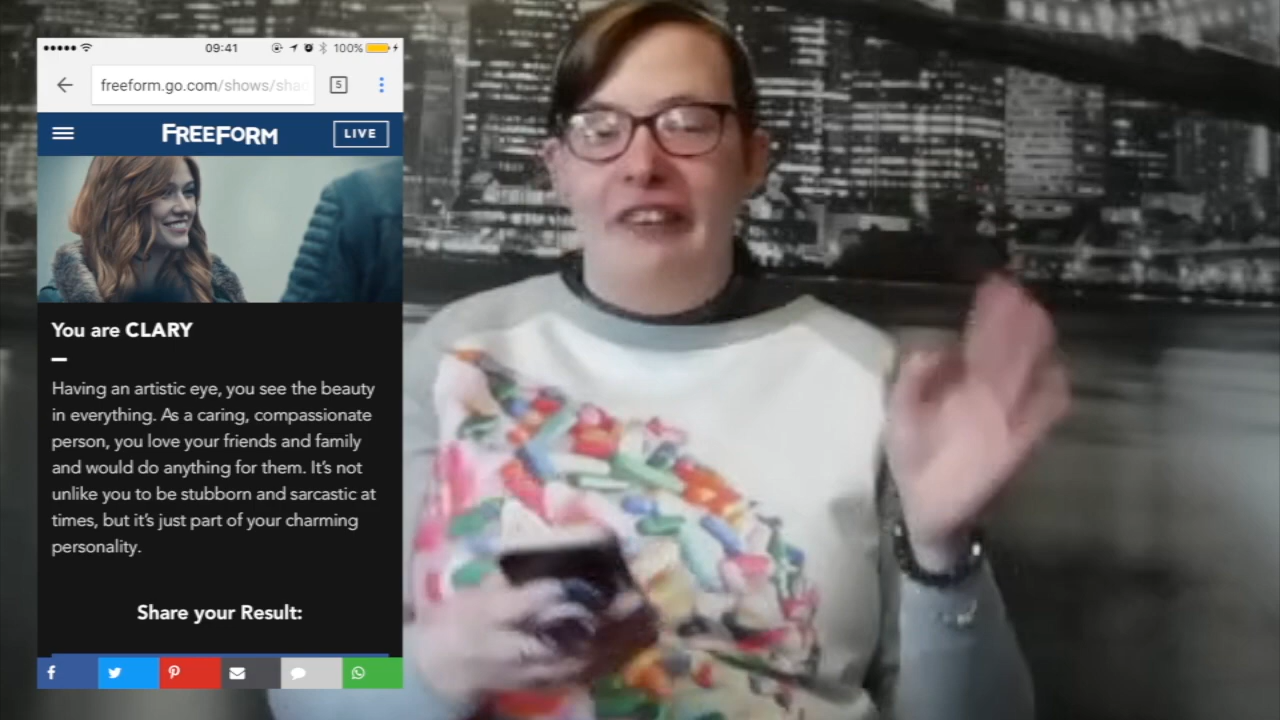 09:41 100%
freeform.go.com/shows/shad
5
FREEFORM LIVE
You are CLARY
Having an artistic eye, you see the beauty
in everything. As a caring, compassionate
person, you love your friends and family
and would do anything for them. It's not
unlike you to be stubborn and sarcastic at
times, but it's just part of your charming
personality.
Share your Result: